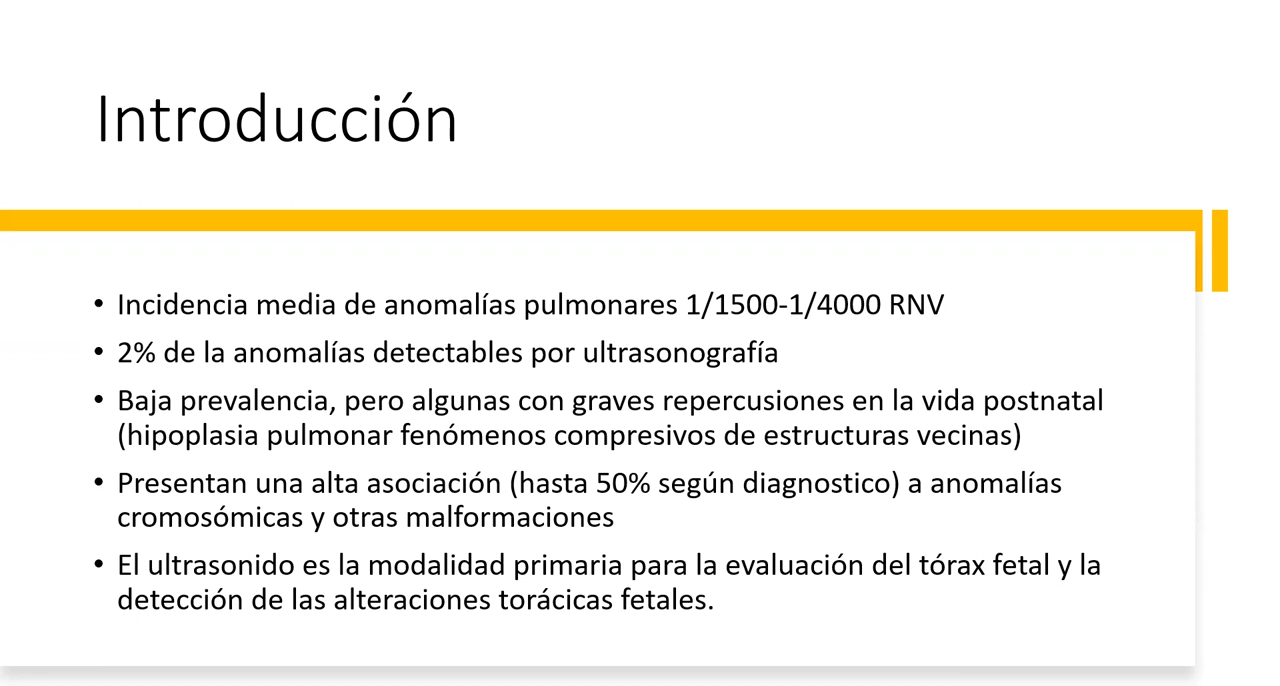 Introducción
• Incidencia media de anomalías pulmonares 1/1500-1/4000 RNV
• 2% de la anomalías detectables por ultrasonografía
• Baja prevalencia, pero algunas con graves repercusiones en la vida postnatal
(hipoplasia pulmonar fenómenos compresivos de estructuras vecinas)
• Presentan una alta asociación (hasta 50% según diagnostico) a anomalías
cromosómicas y otras malformaciones
• El ultrasonido es la modalidad primaria para la evaluación del tórax fetal y la
detección de las alteraciones torácicas fetales.